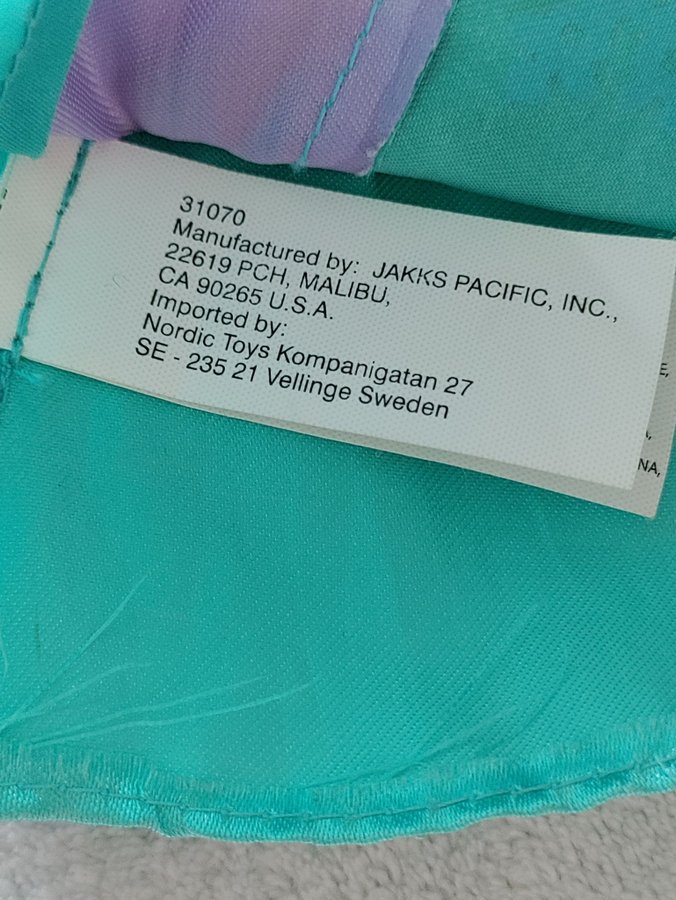 31070
Manufactured by: JAKKS PACIFIC, INC.,
22619 PCH, MALIBU,
CA 90265 U.S.A.
Imported by:
Nordic Toys Kompanigatan 27
SE - 235 21 Vellinge Sweden